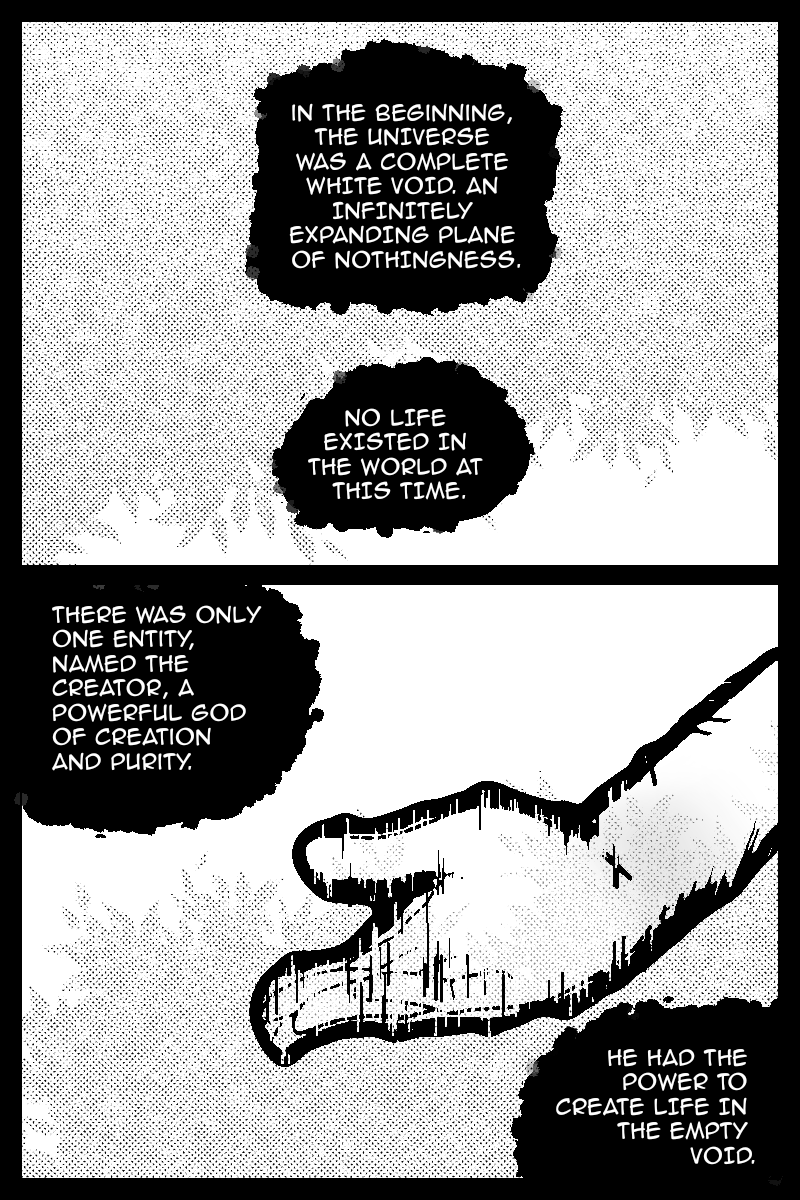 IN THE BEGINNING,
THE UNIVERSE
WAS A COMPLETE
WHITE VOID. AN
INFINITELY
EXPANDING PLANE
OF NOTHINGNESS.
NO LIFE
EXISTED IN
THE WORLD AT
THIS TIME.
THERE WAS ONLY
ONE ENTITY,
NAMED THE
CREATOR, A
POWERFUL GOD
OF CREATION
AND PURITY.
HE HAD THE
POWER TO
CREATE LIFE IN
THE EMPTY
VOID.